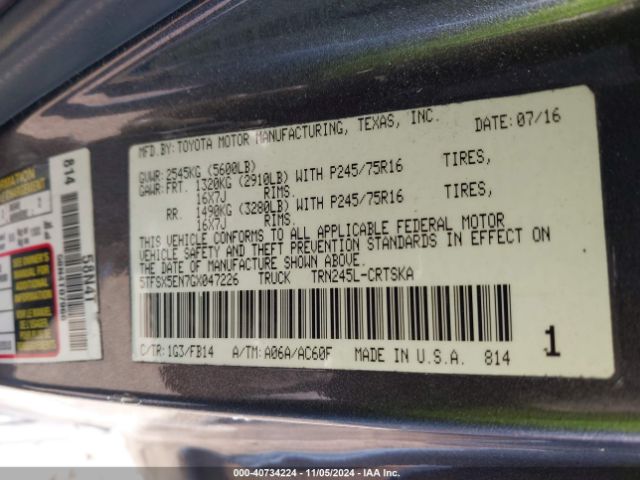 MFD. BY: TOYOTA MOTOR MANUFACTURING, TEXAS, INC. DATE: 07/16
GVWR: 2545KG (5600LB)
GAWR: FRT. 1320KG (2910LB) WITH P245/75R16 TIRES,
16X7J RIMS.
RR. 1490KG (3280LB) WITH P245/75R16 TIRES,
16X7J RIMS.
THIS VEHICLE CONFORMS TO ALL APPLICABLE FEDERAL MOTOR
VEHICLE SAFETY AND THEFT PREVENTION STANDARDS IN EFFECT ON
THE DATE OF MANUFACTURE SHOWN ABOVE.
5TFSX5EN7GX047226 TRUCK TRN245L-CRTSKA
C/TR: 1G3/FB14 A/TM: A06A/AC60F MADE IN U.S.A. 814
1
814
58N41
00-40734224 - 11/05/2024 - IAA Inc.